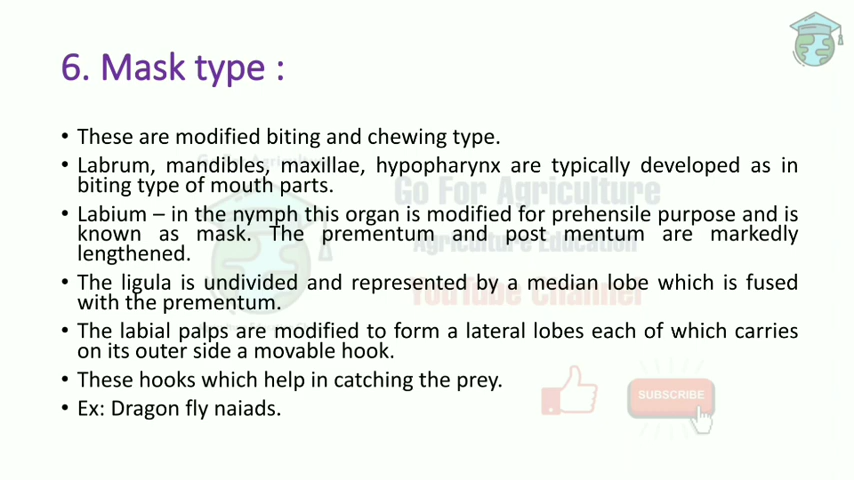 6. Mask type :
• These are modified biting and chewing type.
• Labrum, mandibles, maxillae, hypopharynx are typically developed as in
biting type of mouth parts.
• Labium – in the nymph this organ is modified for prehensile purpose and is
known as mask. The prementum and post mentum are markedly
lengthened.
• The ligula is undivided and represented by a median lobe which is fused
with the prementum.
• The labial palps are modified to form a lateral lobes each of which carries
on its outer side a movable hook.
• These hooks which help in catching the prey.
• Ex: Dragon fly naiads.
Go For Agriculture
Agriculture Education
YouTube Channel
SUBSCRIBE